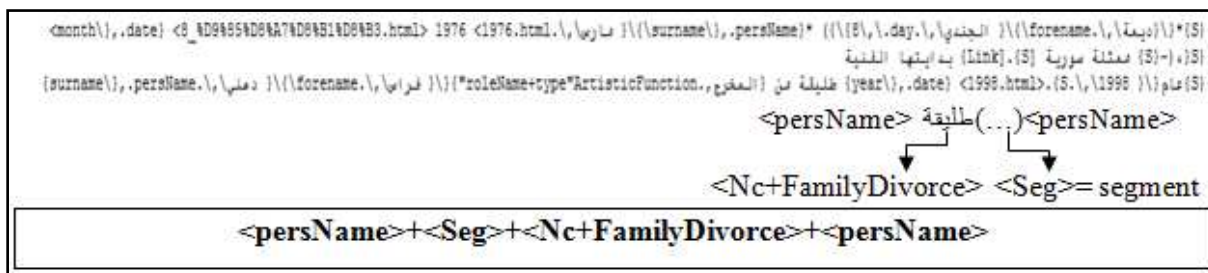 {S}*{\(ديمة\,\.forename\)\{ الجندي\,\.surname\}\,.persName}* ({\(8\,\.day.\,\ مارس\,\.month\},.date} <8_%D9%85%D8%A7%D8%B1%D8%B3.html> 1976 <1976.html>
{S}،(-{S} ممثلة سورية {S}.[Link] بدايتها الفنية
{S}عام{\( 1998\,\.year\},.date} <1998.html>.{S} طليقة من {المخرج,.roleName+type"ArtisticFunction"}{\( فراس\,\.forename\)\{ دهني\,\.surname\},.persName}
<persName>(…)طليقة <persName>
<Nc+FamilyDivorce> <Seg>= segment
<persName>+<Seg>+<Nc+FamilyDivorce>+<persName>